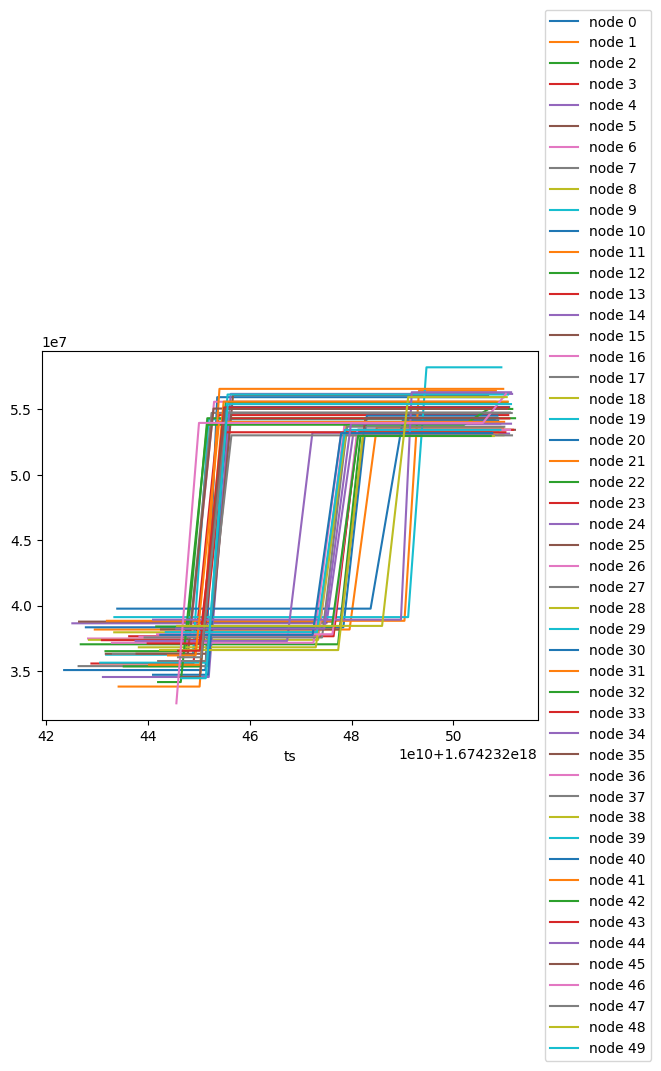 node 0
node 1
node 2
node 3
node 4
node 5
node 6
node 7
node 8
node 9
node 10
node 11
node 12
node 13
node 14
node 15
node 16
node 17
node 18
node 19
node 20
node 21
node 22
node 23
node 24
node 25
node 26
node 27
node 28
node 29
node 30
node 31
node 32
node 33
node 34
node 35
node 36
node 37
node 38
node 39
node 40
node 41
node 42
node 43
node 44
node 45
node 46
node 47
node 48
node 49
1e7
5.5
5.0
4.5
4.0
3.5
42 44 46 48 50
ts
1e10+1.674232e18